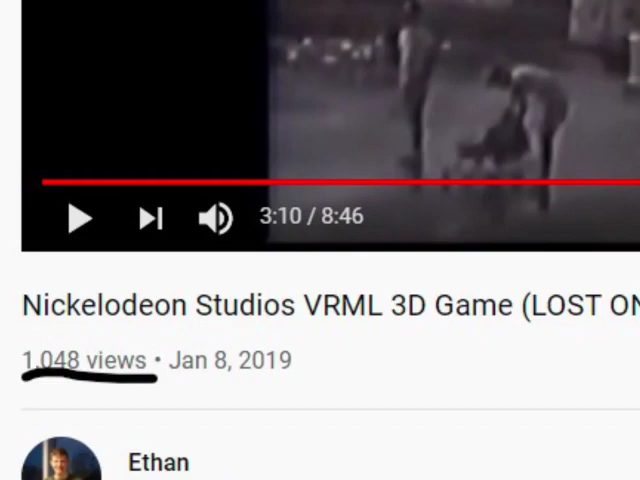 3:10 / 8:46
Nickelodeon Studios VRML 3D Game (LOST ON
1,048 views • Jan 8, 2019
Ethan